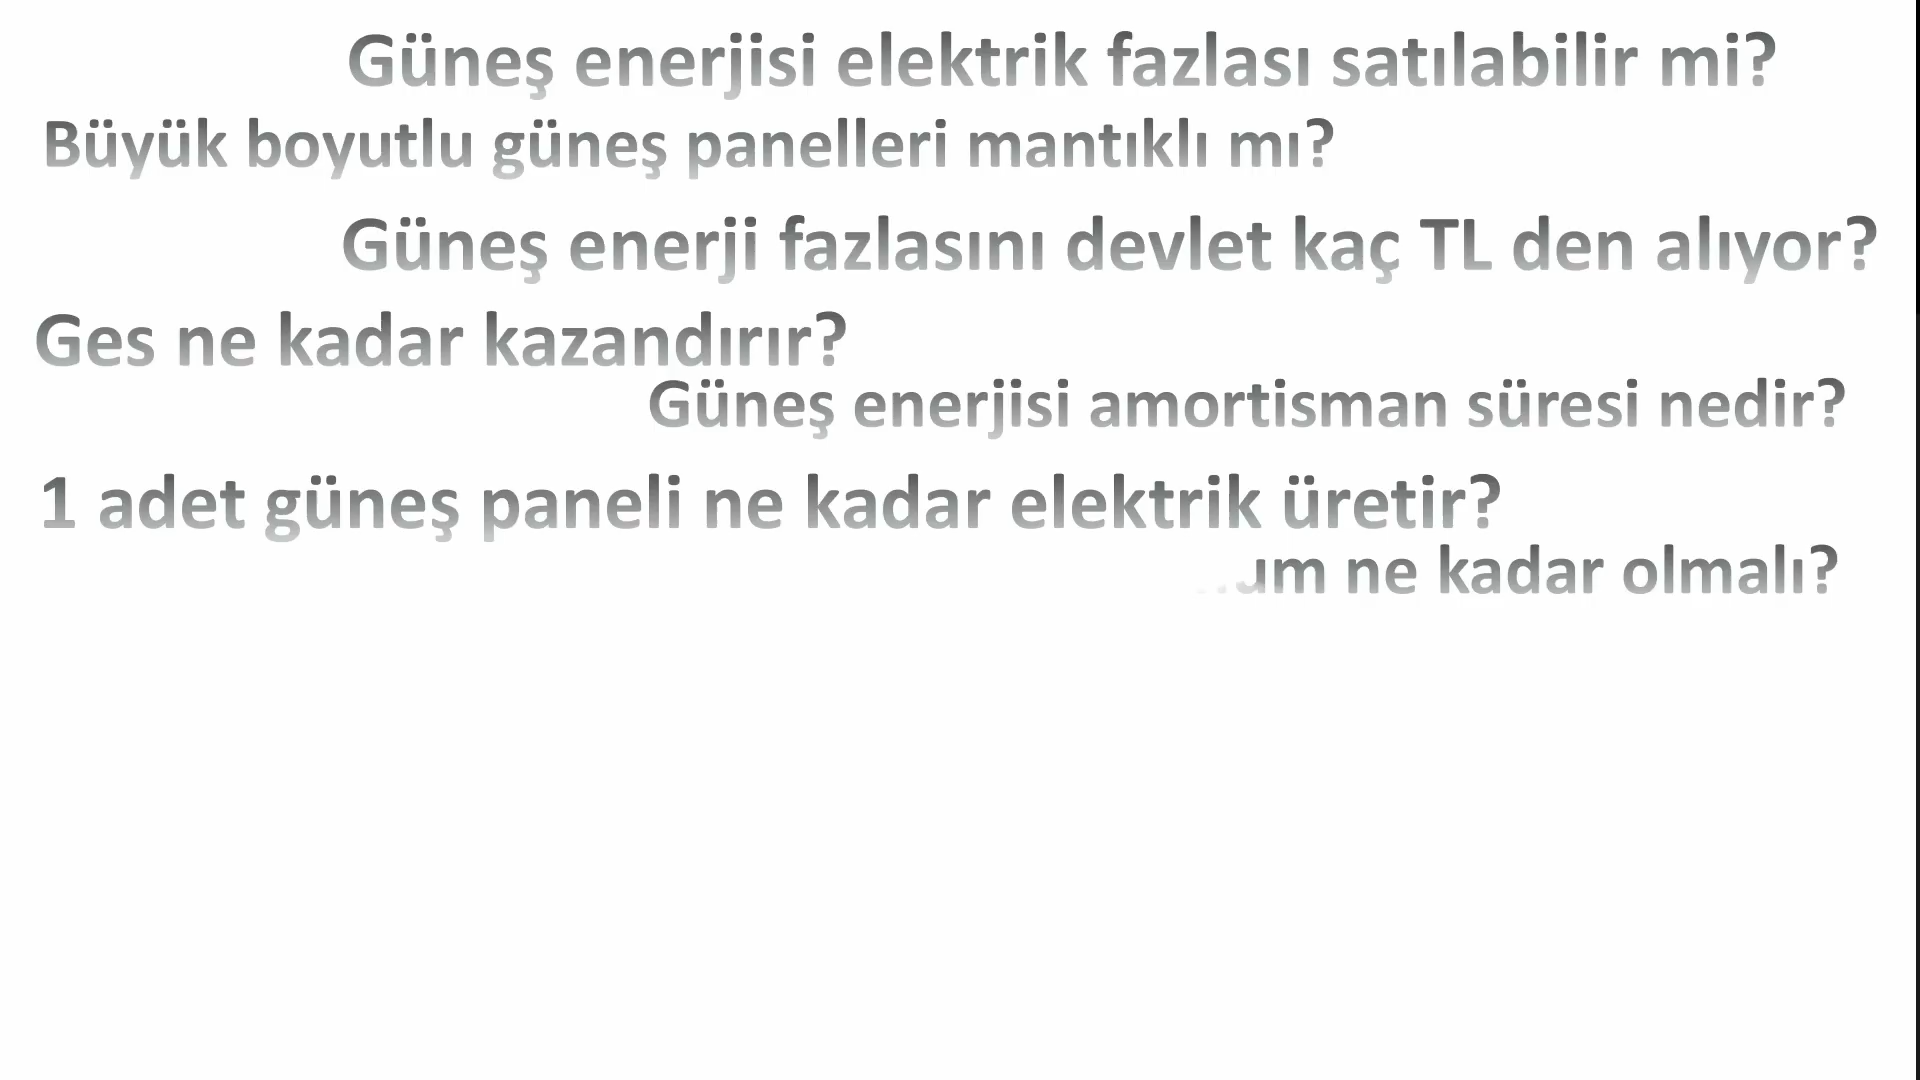 Güneş enerjisi elektrik fazlası satılabilir mi?
Büyük boyutlu güneş panelleri mantıklı mı?
Güneş enerji fazlasını devlet kaç TL den alıyor?
Ges ne kadar kazandırır?
Güneş enerjisi amortisman süresi nedir?
1 adet güneş paneli ne kadar elektrik üretir?
ne kadar olmalı?